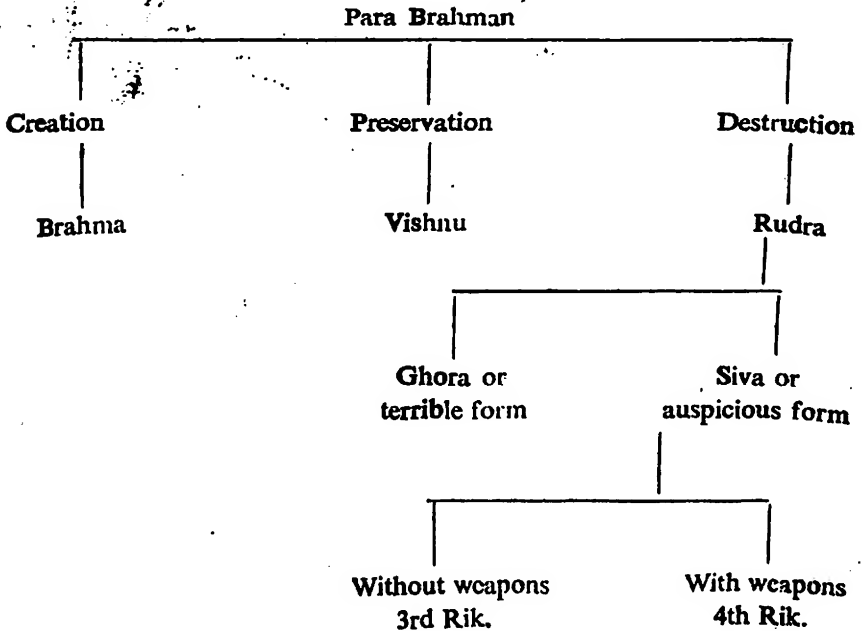 Para Brahman
Creation Preservation Destruction
Brahma Vishnu Rudra
Ghora or Siva or
terrible form auspicious form
Without weapons With weapons
3rd Rik. 4th Rik.